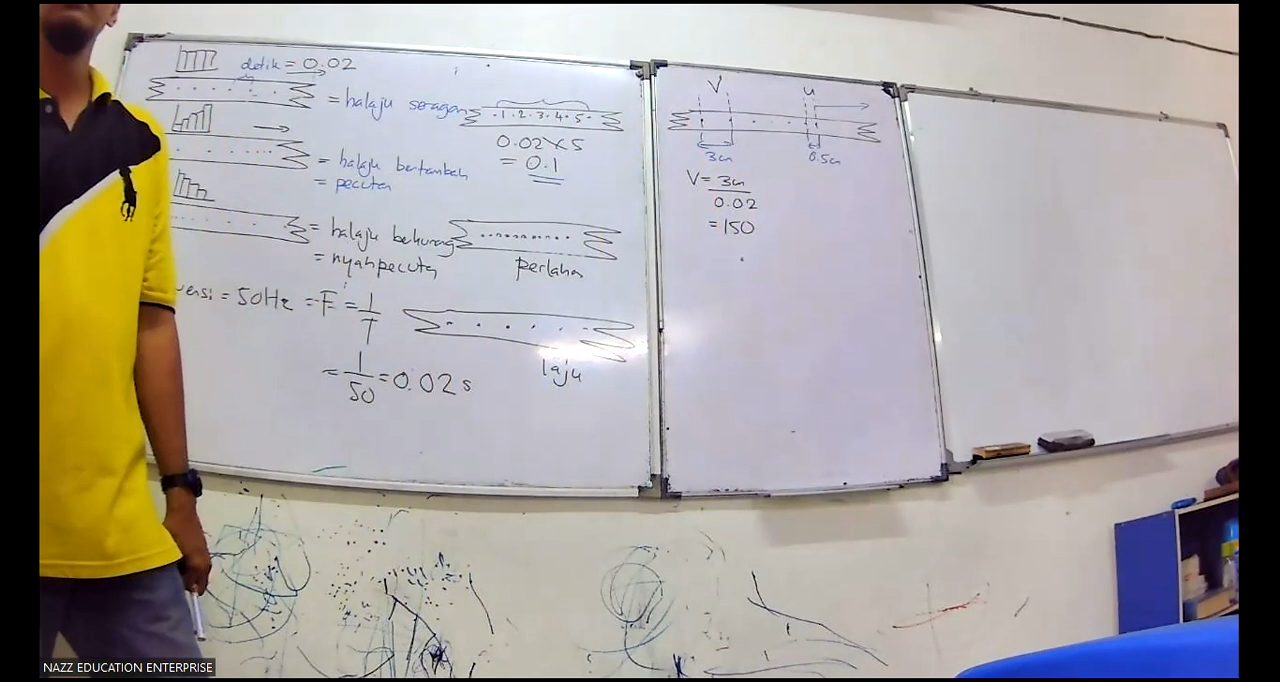 detik = 0.02
= halaju seragam
.1.2.3.4.5.
0.02 × 5
= 0.1
= halaju bertambah
= pecutan
= halaju berkurang
= nyahpecutan
perlahan
= 50Hz = F = 1/T
= 1/50 = 0.02 s
laju
V
u
3cm
0.5cm
V = 3cm/0.02
= 150
NAZZ EDUCATION ENTERPRISE